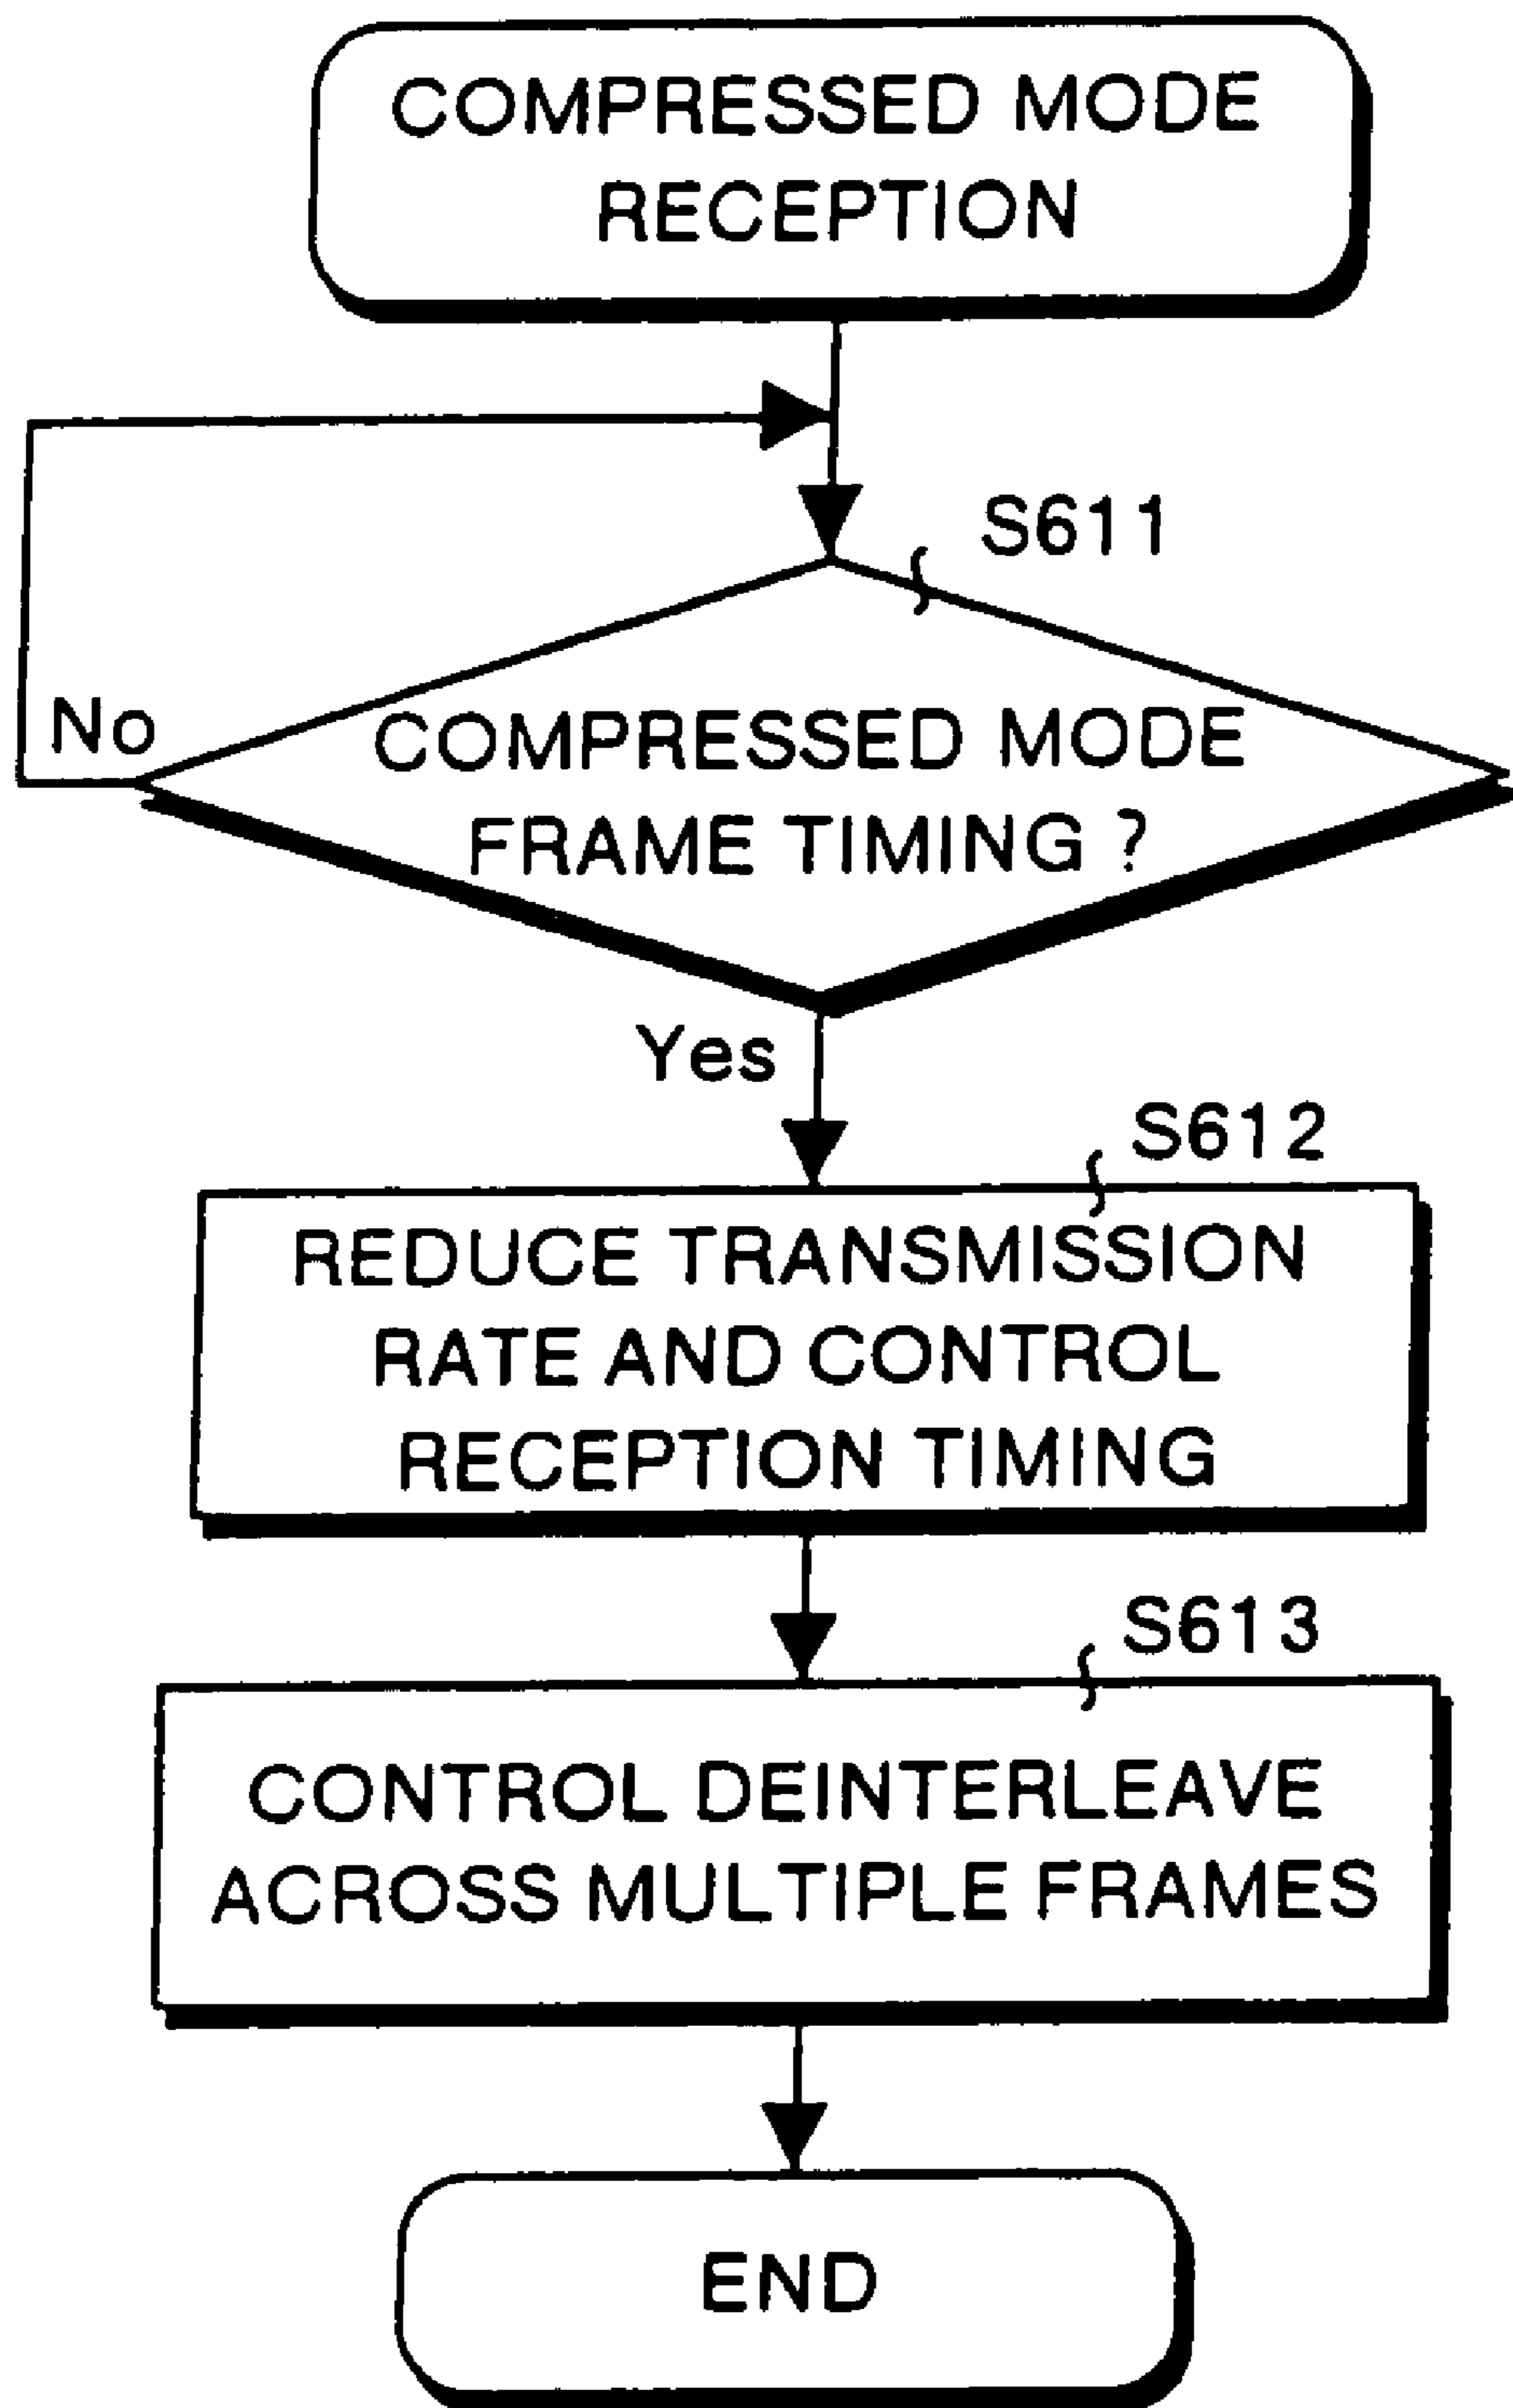 COMPRESSED MODE
RECEPTION
S611
No
COMPRESSED MODE
FRAME TIMING ?
Yes
S612
REDUCE TRANSMISSION
RATE AND CONTROL
RECEPTION TIMING
S613
CONTROL DEINTERLEAVE
ACROSS MULTIPLE FRAMES
END